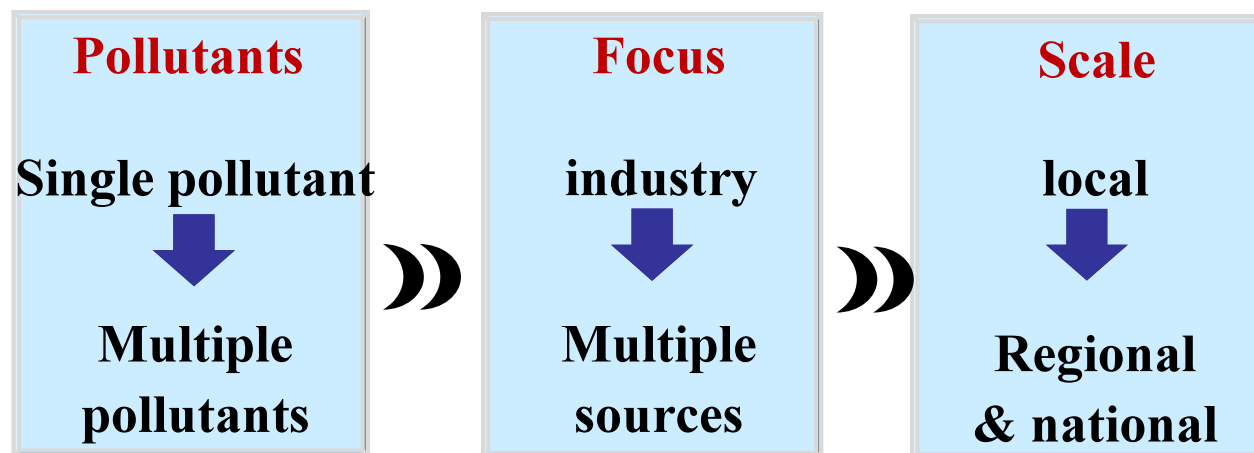 Pollutants
Single pollutant
Multiple
pollutants
Focus
industry
Multiple
sources
Scale
local
Regional
& national